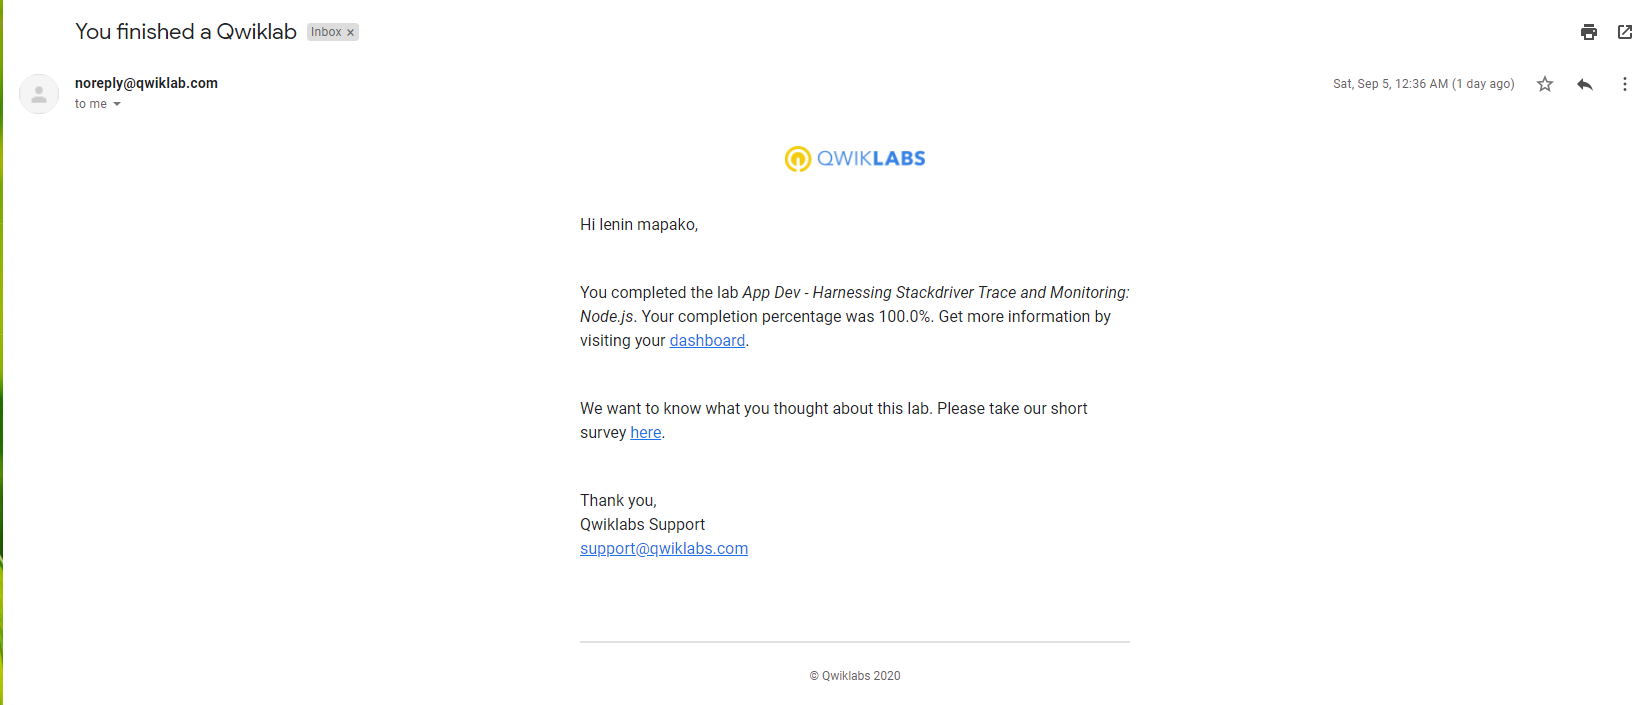 You finished a Qwiklab Inbox x
noreply@qwiklab.com
Sat, Sep 5, 12:36 AM (1 day ago)
to me
QWIKLABS
Hi lenin mapako,
You completed the lab App Dev - Harnessing Stackdriver Trace and Monitoring:
Node.js. Your completion percentage was 100.0%. Get more information by
visiting your dashboard.
We want to know what you thought about this lab. Please take our short
survey here.
Thank you,
Qwiklabs Support
support@qwiklabs.com
© Qwiklabs 2020